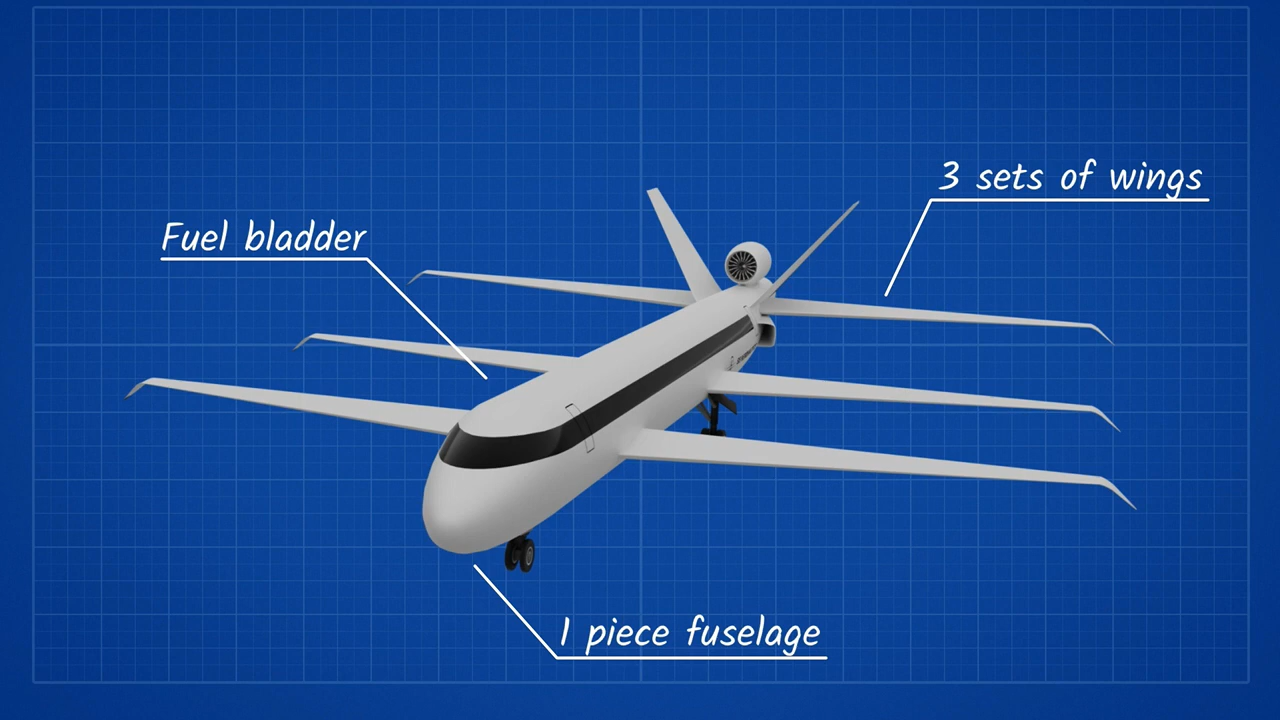 3 sets of wings
Fuel bladder
1 piece fuselage